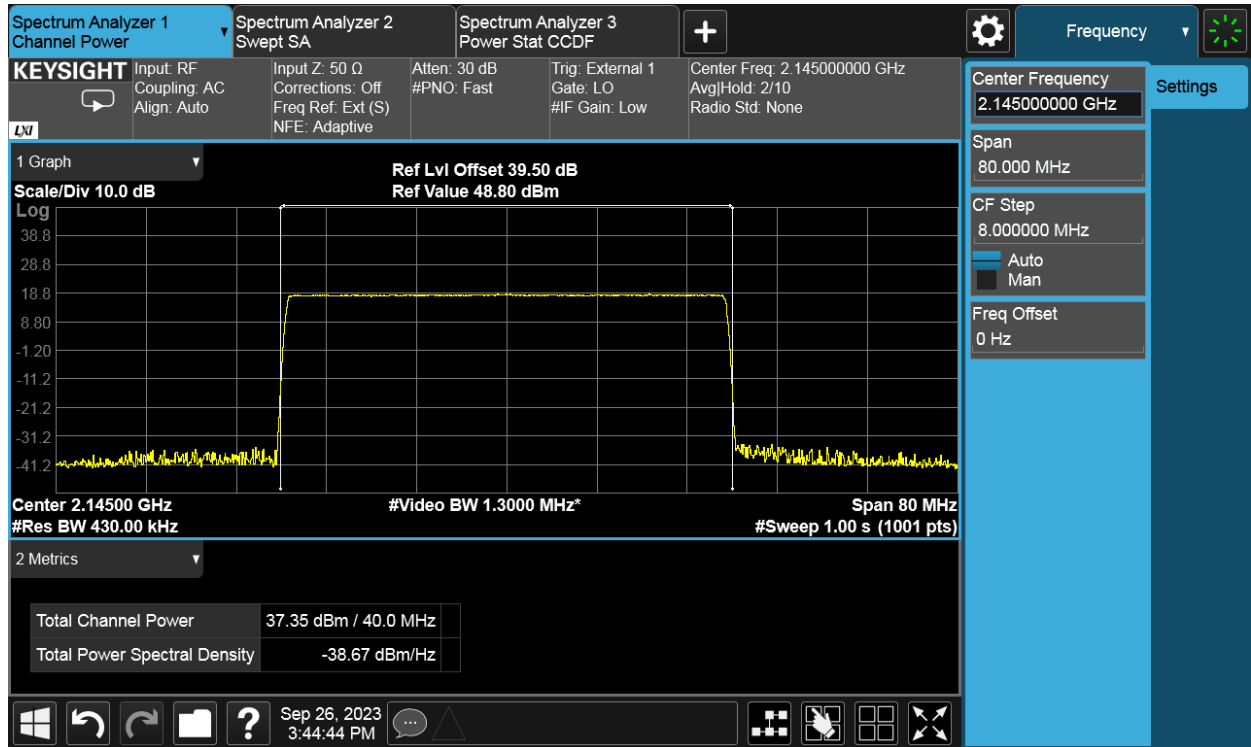 Spectrum Analyzer 1
Channel Power
Spectrum Analyzer 2
Swept SA
Spectrum Analyzer 3
Power Stat CCDF
+
Frequency
KEYSIGHT
LXI
Input: RF
Coupling: AC
Align: Auto
Input Z: 50 Ω
Corrections: Off
Freq Ref: Ext (S)
NFE: Adaptive
Atten: 30 dB
#PNO: Fast
Trig: External 1
Gate: LO
#IF Gain: Low
Center Freq: 2.145000000 GHz
Avg|Hold: 2/10
Radio Std: None
Center Frequency
2.145000000 GHz
Settings
Span
80.000 MHz
CF Step
8.000000 MHz
Auto
Man
Freq Offset
0 Hz
1 Graph
Scale/Div 10.0 dB
Ref Lvl Offset 39.50 dB
Ref Value 48.80 dBm
Log
38.8
28.8
18.8
8.80
-1.20
-11.2
-21.2
-31.2
-41.2
Center 2.14500 GHz
#Res BW 430.00 kHz
#Video BW 1.3000 MHz*
Span 80 MHz
#Sweep 1.00 s (1001 pts)
2 Metrics
Total Channel Power 37.35 dBm / 40.0 MHz
Total Power Spectral Density -38.67 dBm/Hz
?
Sep 26, 2023
3:44:44 PM